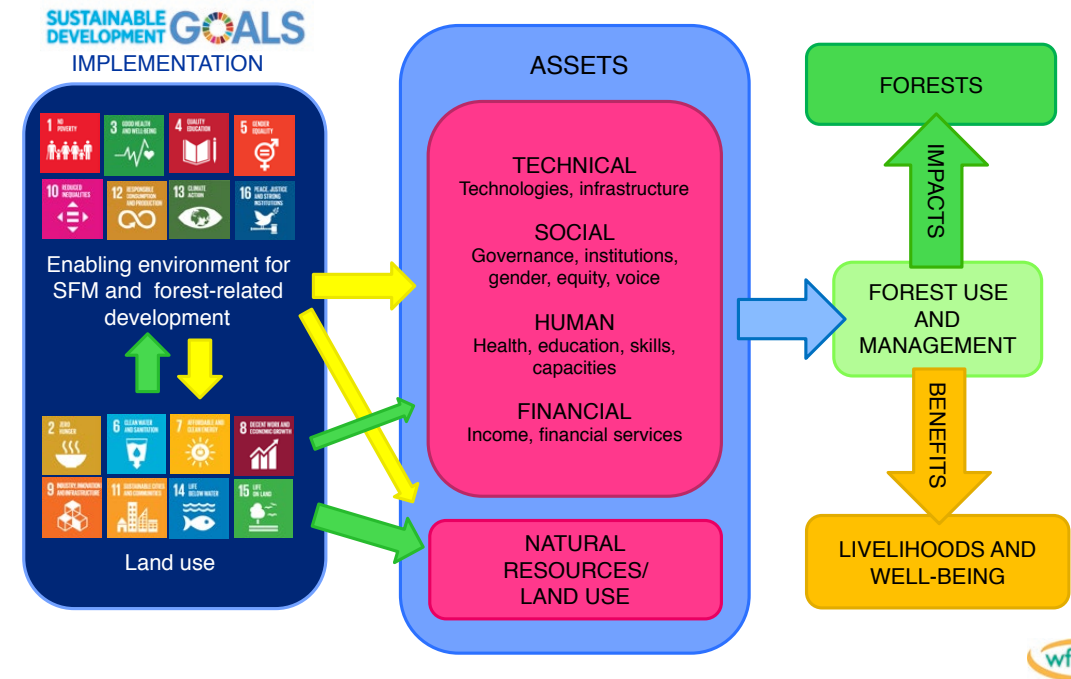 SUSTAINABLE
DEVELOPMENT
GOALS
IMPLEMENTATION
1 NO
POVERTY
3 GOOD HEALTH
AND WELL-BEING
4 QUALITY
EDUCATION
5 GENDER
EQUALITY
10 REDUCED
INEQUALITIES
12 RESPONSIBLE
CONSUMPTION
AND PRODUCTION
13 CLIMATE
ACTION
16 PEACE, JUSTICE
AND STRONG
INSTITUTIONS
Enabling environment for
SFM and forest-related
development
2 ZERO
HUNGER
6 CLEAN WATER
AND SANITATION
7 AFFORDABLE AND
CLEAN ENERGY
8 DECENT WORK AND
ECONOMIC GROWTH
9 INDUSTRY, INNOVATION
AND INFRASTRUCTURE
11 SUSTAINABLE CITIES
AND COMMUNITIES
14 LIFE
BELOW WATER
15 LIFE
ON LAND
Land use
ASSETS
TECHNICAL
Technologies, infrastructure
SOCIAL
Governance, institutions,
gender, equity, voice
HUMAN
Health, education, skills,
capacities
FINANCIAL
Income, financial services
NATURAL
RESOURCES/
LAND USE
FORESTS
IMPACTS
FOREST USE
AND
MANAGEMENT
BENEFITS
LIVELIHOODS AND
WELL-BEING
wf